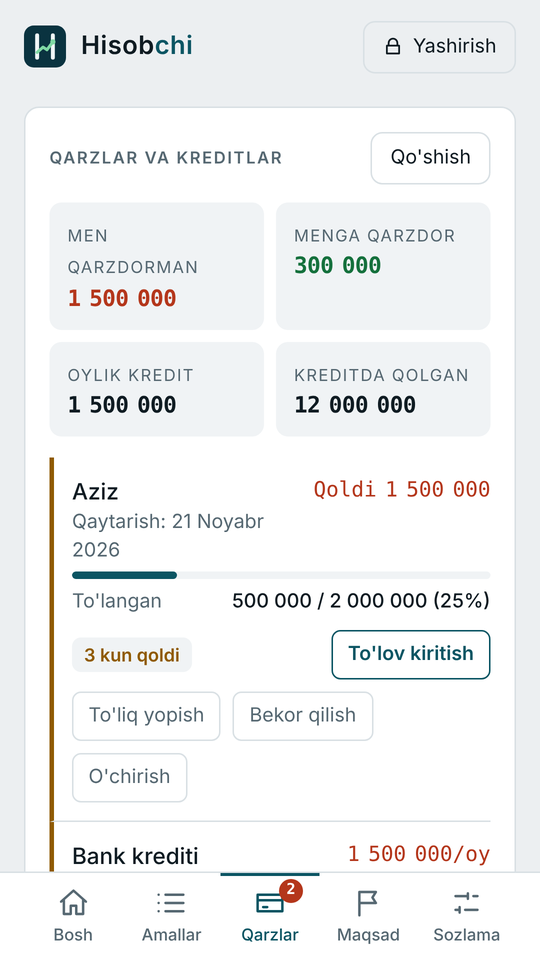 Hisobchi
Yashirish
QARZLAR VA KREDITLAR
Qo'shish
MEN
QARZDORMAN
1 500 000
MENGA QARZDOR
300 000
OYLIK KREDIT
1 500 000
KREDITDA QOLGAN
12 000 000
Aziz
Qoldi 1 500 000
Qaytarish: 21 Noyabr
2026
To'langan
500 000 / 2 000 000 (25%)
3 kun qoldi
To'lov kiritish
To'liq yopish
Bekor qilish
O'chirish
Bank krediti
1 500 000/oy
2
Bosh
Amallar
Qarzlar
Maqsad
Sozlama